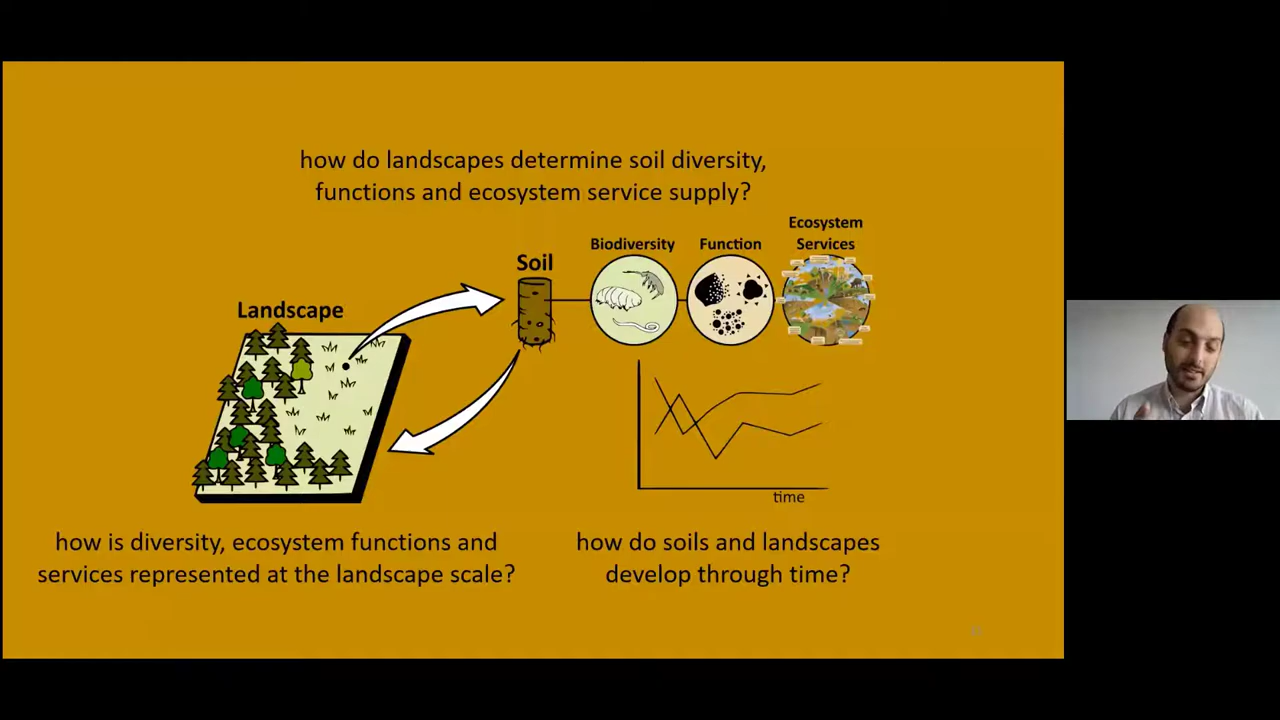 how do landscapes determine soil diversity,
functions and ecosystem service supply?
Ecosystem
Services
Biodiversity
Function
Soil
Landscape
time
how is diversity, ecosystem functions and
services represented at the landscape scale?
how do soils and landscapes
develop through time?